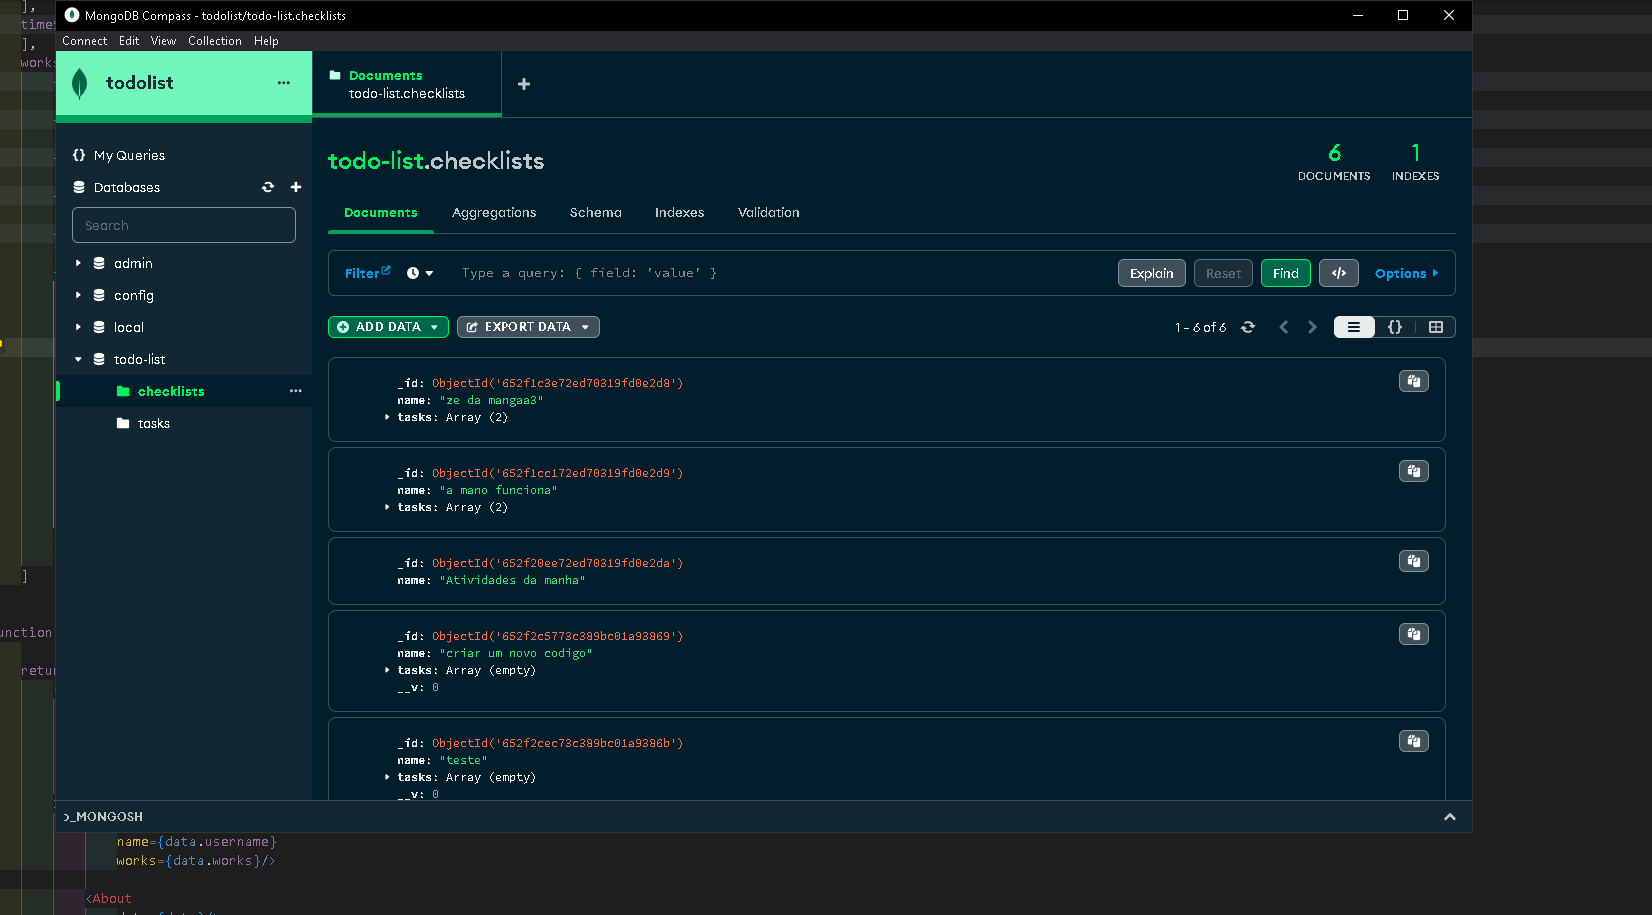 ],
MongoDB Compass - todolist/todo-list.checklists
time
Connect Edit View Collection Help
],
works
todolist
Documents
todo-list.checklists
{} My Queries
Databases
Search
admin
config
local
todo-list
checklists
tasks
todo-list.checklists
6
DOCUMENTS
1
INDEXES
Documents Aggregations Schema Indexes Validation
Filter Type a query: { field: 'value' } Explain Reset Find </> Options
ADD DATA EXPORT DATA 1 – 6 of 6 {}
_id: ObjectId('652f1c3e72ed70319fd0e2d8')
name: "ze da mangaa3"
tasks: Array (2)
_id: ObjectId('652f1cc172ed70319fd0e2d9')
name: "a mano funciona"
tasks: Array (2)
_id: ObjectId('652f20ee72ed70319fd0e2da')
name: "Atividades da manha"
_id: ObjectId('652f2c5773c389bc01a93869')
name: "criar um novo codigo"
tasks: Array (empty)
__v: 0
_id: ObjectId('652f2cec73c389bc01a9386b')
name: "teste"
tasks: Array (empty)
__v: 0
]
unction
retur
>_MONGOSH
name={data.username}
works={data.works}/>
<About